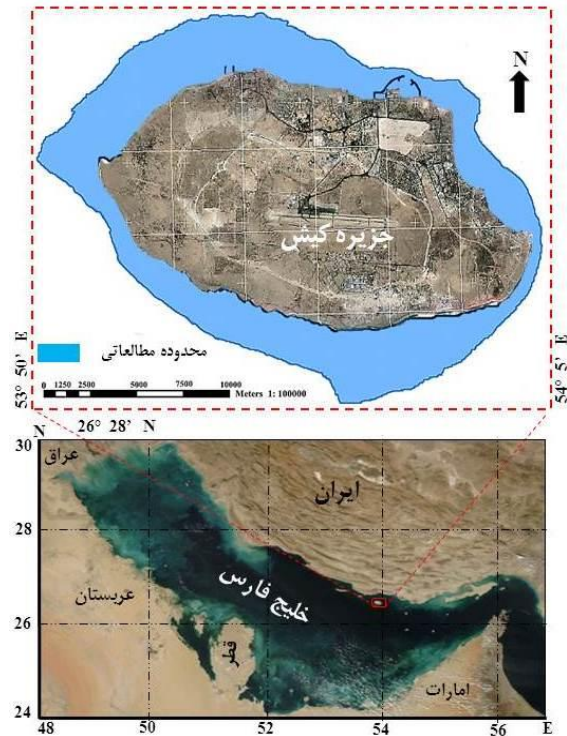 N
جزیره کیش
محدوده مطالعاتی
0 1250 2500 5000 7500 10000
Meters 1: 100000
53° 50' E
54° 5' E
26° 28' N
N
30
28
26
24
48 50 52 54 56 E
عراق
ایران
عربستان
خلیج فارس
قطر
امارات